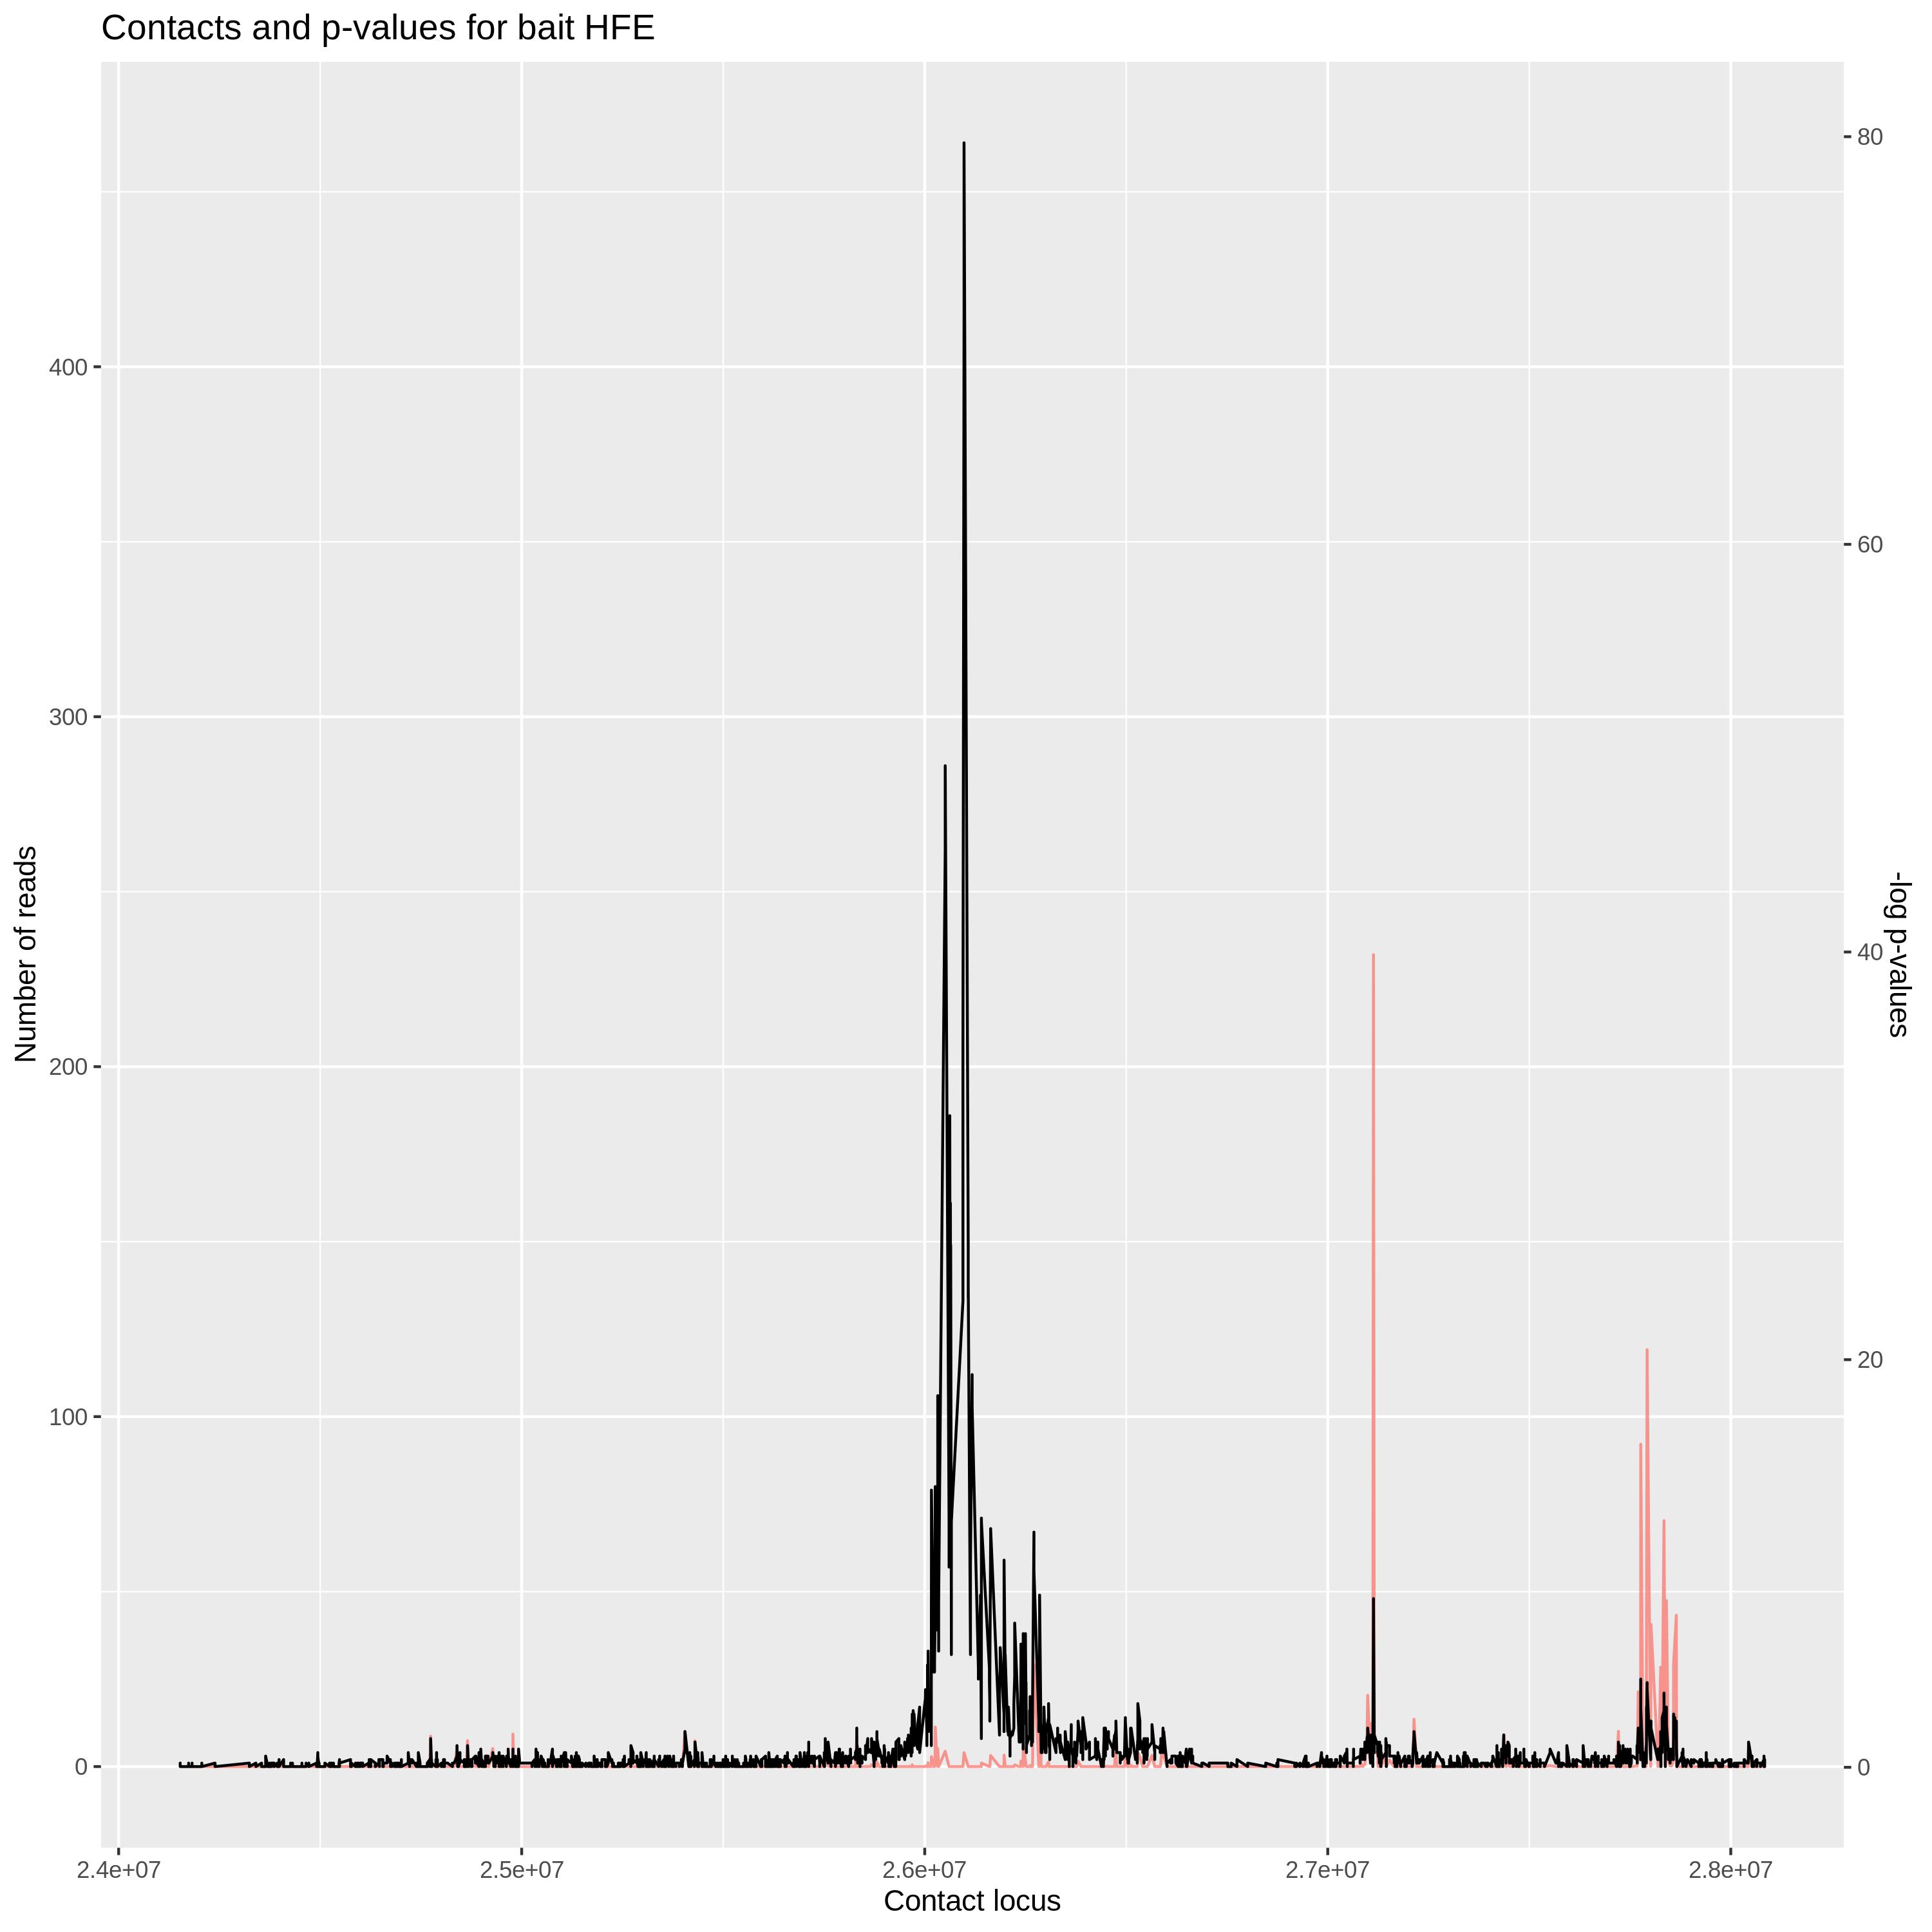 Contacts and p-values for bait HFE
80
400
60
300
Number of reads
-log p-values
40
200
20
100
0
0
2.4e+07
2.5e+07
2.6e+07
2.7e+07
2.8e+07
Contact locus